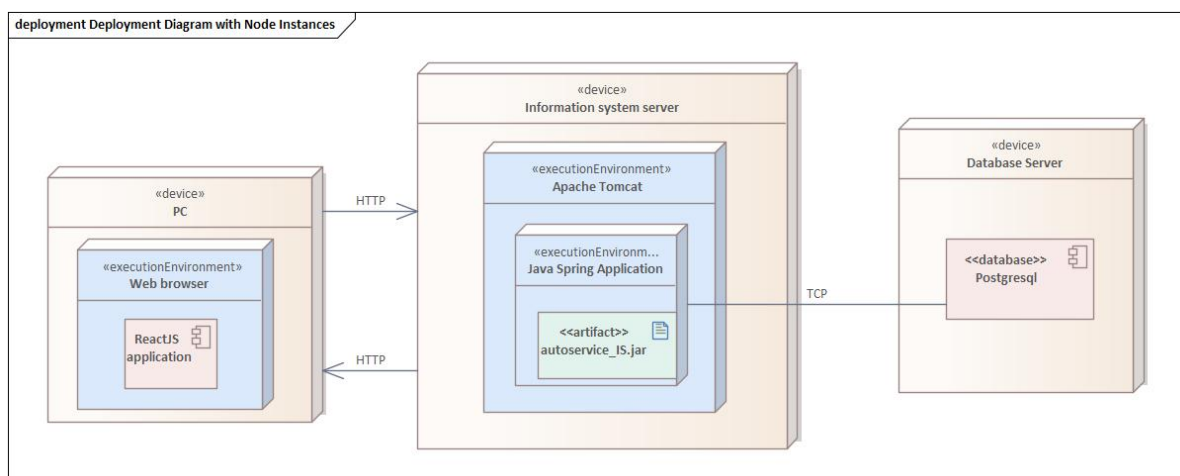 deployment Deployment Diagram with Node Instances
«device»
PC
«executionEnvironment»
Web browser
ReactJS
application
HTTP
HTTP
«device»
Information system server
«executionEnvironment»
Apache Tomcat
«executionEnvironm...
Java Spring Application
<<artifact>>
autoservice_IS.jar
TCP
«device»
Database Server
<<database>>
Postgresql